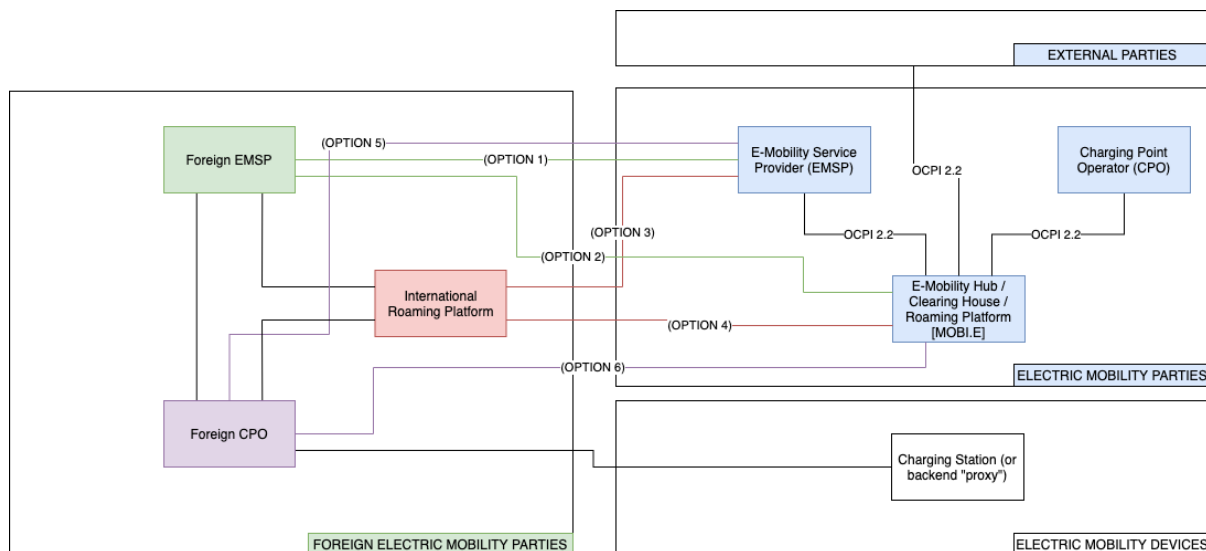 EXTERNAL PARTIES
Foreign EMSP
(OPTION 5)
(OPTION 1)
E-Mobility Service
Provider (EMSP)
Charging Point
Operator (CPO)
OCPI 2.2
(OPTION 3)
OCPI 2.2
OCPI 2.2
(OPTION 2)
International
Roaming Platform
E-Mobility Hub /
Clearing House /
Roaming Platform
[MOBI.E]
(OPTION 4)
(OPTION 6)
ELECTRIC MOBILITY PARTIES
Foreign CPO
Charging Station (or
backend "proxy")
FOREIGN ELECTRIC MOBILITY PARTIES
ELECTRIC MOBILITY DEVICES